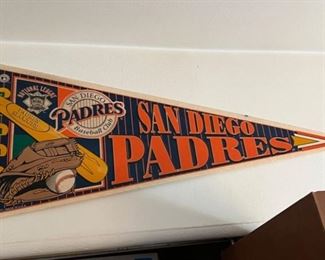 NATIONAL LEAGUE
SAN DIEGO
PADRES
Baseball Club
SAN DIEGO
PADRES